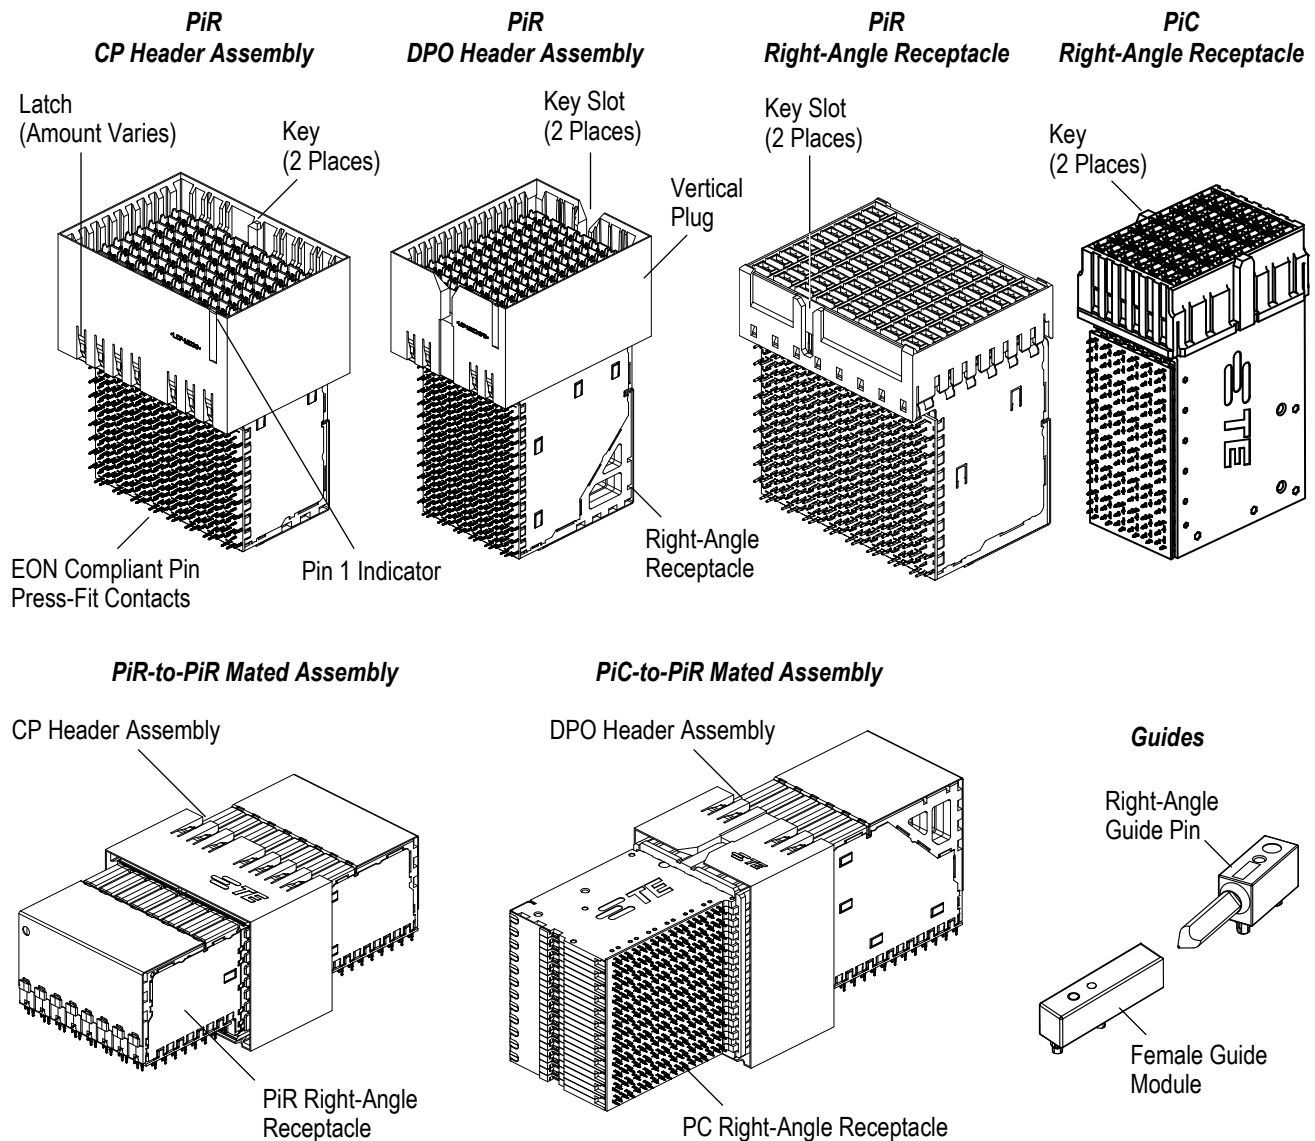 PiR
CP Header Assembly
PiR
DPO Header Assembly
PiR
Right-Angle Receptacle
PiC
Right-Angle Receptacle
Latch
(Amount Varies)
Key
(2 Places)
Key Slot
(2 Places)
Vertical
Plug
Key Slot
(2 Places)
Key
(2 Places)
TE
EON Compliant Pin
Press-Fit Contacts
Pin 1 Indicator
Right-Angle
Receptacle
PiR-to-PiR Mated Assembly
PiC-to-PiR Mated Assembly
CP Header Assembly
DPO Header Assembly
Guides
Right-Angle
Guide Pin
TE
TE
TE
Female Guide
Module
PiR Right-Angle
Receptacle
PC Right-Angle Receptacle